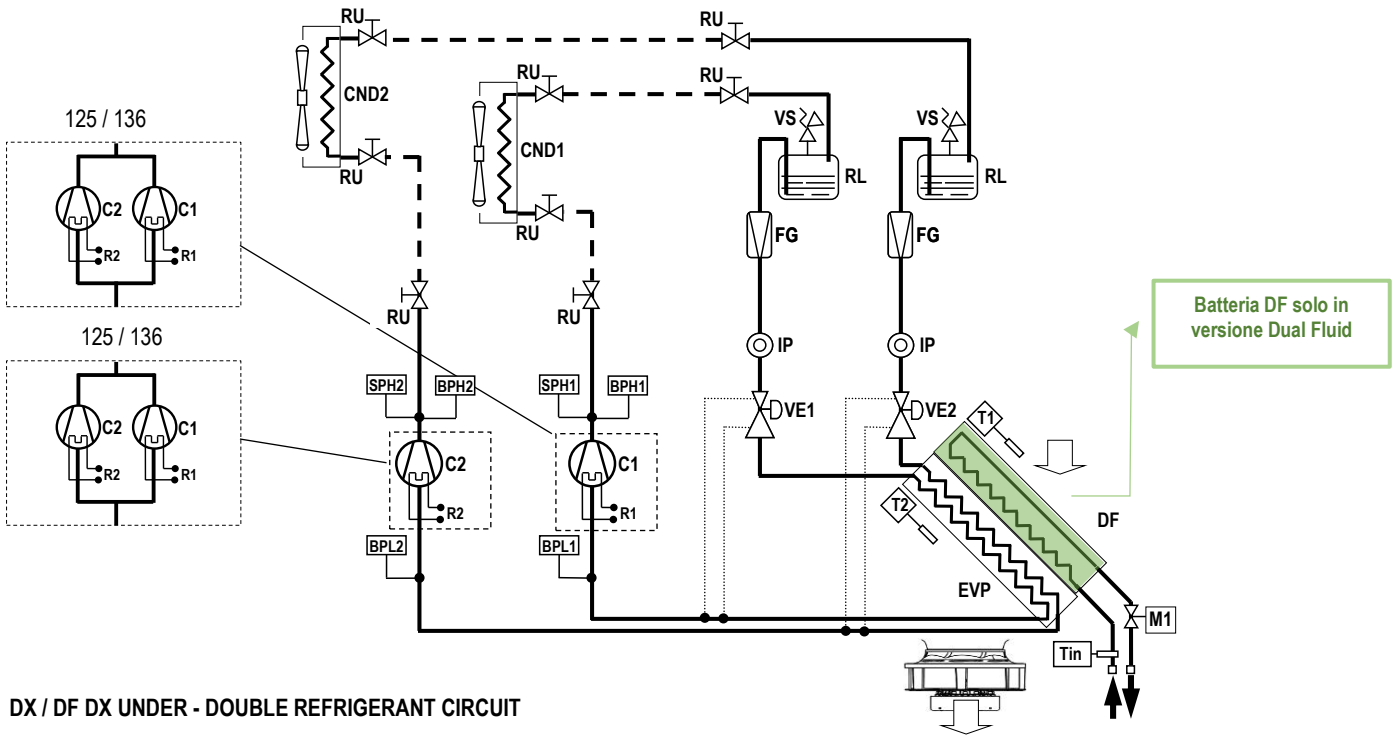 RU
RU
CND2
RU
RU
CND1
125 / 136
VS
VS
C2
C1
RL
RL
RU
RU
R2
R1
FG
FG
Batteria DF solo in
versione Dual Fluid
RU
RU
125 / 136
IP
IP
SPH2
BPH2
SPH1
BPH1
VE1
VE2
T1
C2
C1
C2
C1
R2
R1
R2
R1
T2
DF
BPL2
BPL1
EVP
M1
Tin
DX / DF DX UNDER - DOUBLE REFRIGERANT CIRCUIT